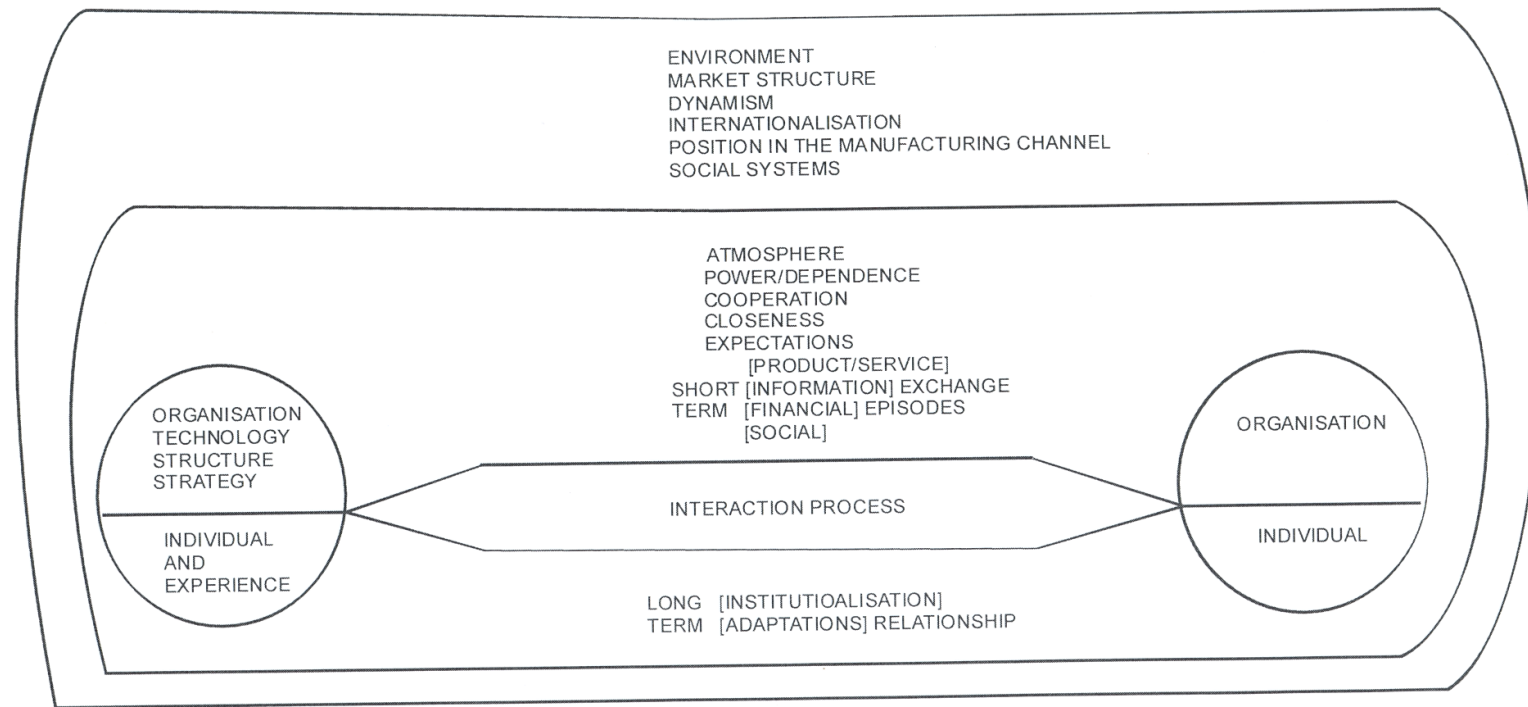 ENVIRONMENT
MARKET STRUCTURE
DYNAMISM
INTERNATIONALISATION
POSITION IN THE MANUFACTURING CHANNEL
SOCIAL SYSTEMS
ATMOSPHERE
POWER/DEPENDENCE
COOPERATION
CLOSENESS
EXPECTATIONS
[PRODUCT/SERVICE]
SHORT [INFORMATION] EXCHANGE
TERM [FINANCIAL] EPISODES
[SOCIAL]
ORGANISATION
TECHNOLOGY
STRUCTURE
STRATEGY
INDIVIDUAL
AND
EXPERIENCE
INTERACTION PROCESS
ORGANISATION
INDIVIDUAL
LONG [INSTITUTIOALISATION]
TERM [ADAPTATIONS] RELATIONSHIP